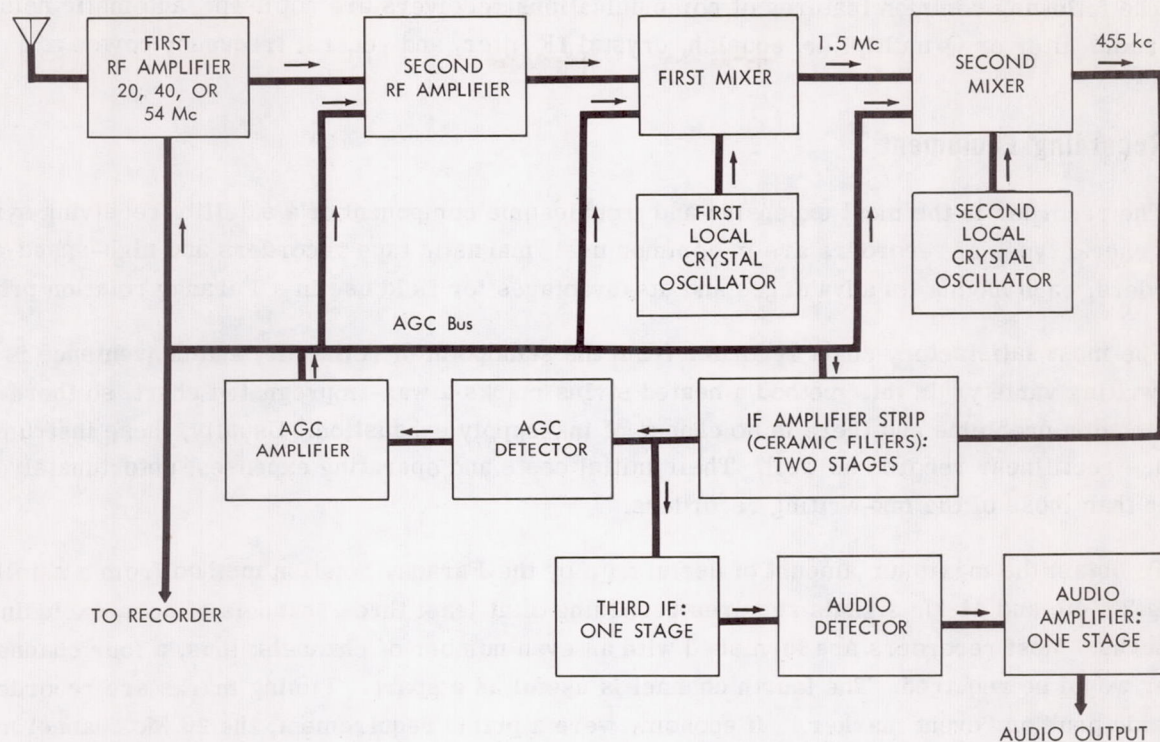 FIRST
RF AMPLIFIER
20, 40, OR
54 Mc
SECOND
RF AMPLIFIER
FIRST MIXER
1.5 Mc
SECOND
MIXER
455 kc
FIRST
LOCAL
CRYSTAL
OSCILLATOR
SECOND
LOCAL
CRYSTAL
OSCILLATOR
AGC Bus
AGC
AMPLIFIER
AGC
DETECTOR
IF AMPLIFIER STRIP
(CERAMIC FILTERS):
TWO STAGES
TO RECORDER
THIRD IF:
ONE STAGE
AUDIO
DETECTOR
AUDIO
AMPLIFIER:
ONE STAGE
AUDIO OUTPUT